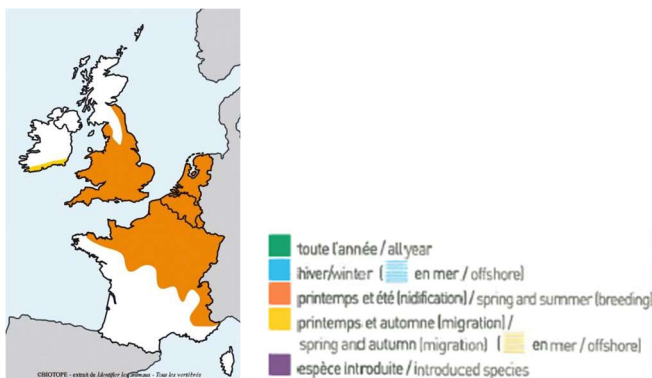 toute l'année / all year
hiver/winter ( en mer / offshore)
printemps et été (nidification) / spring and summer (breeding)
printemps et automne (migration) /
spring and autumn (migration) ( en mer / offshore)
espèce introduite / introduced species
©BIOTOPE - extrait de Identifier les animaux - Tous les vertébrés